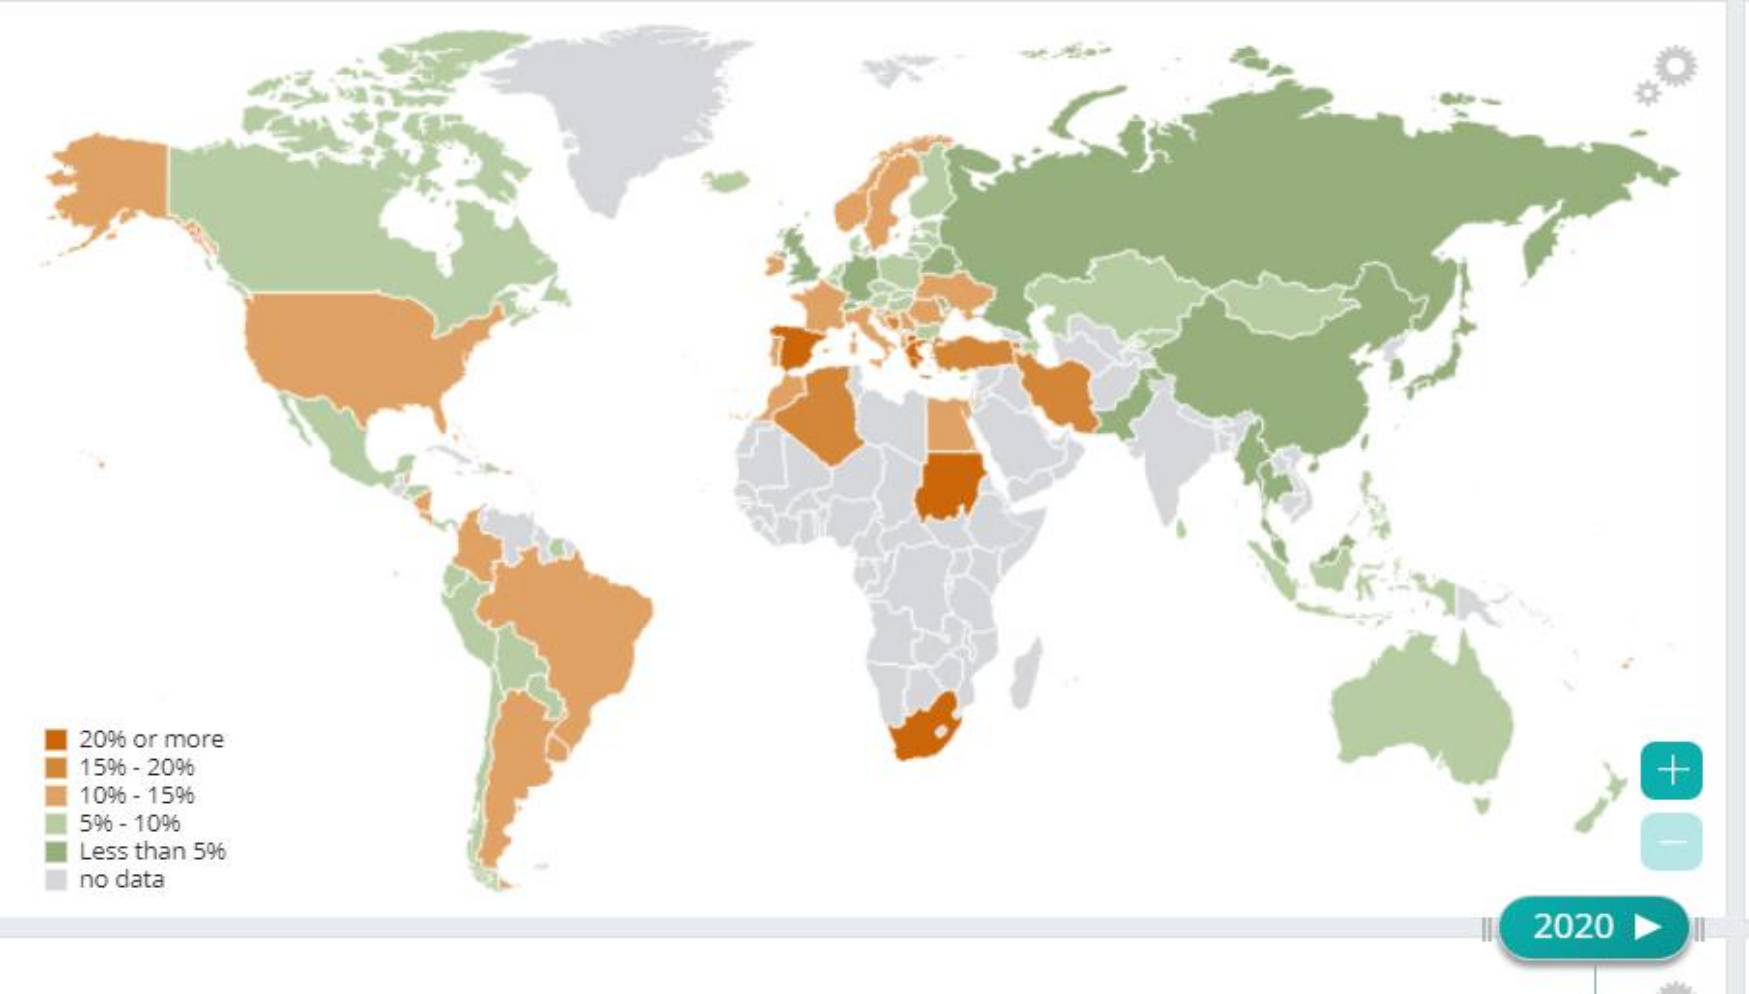 20% or more
15% - 20%
10% - 15%
5% - 10%
Less than 5%
no data
2020